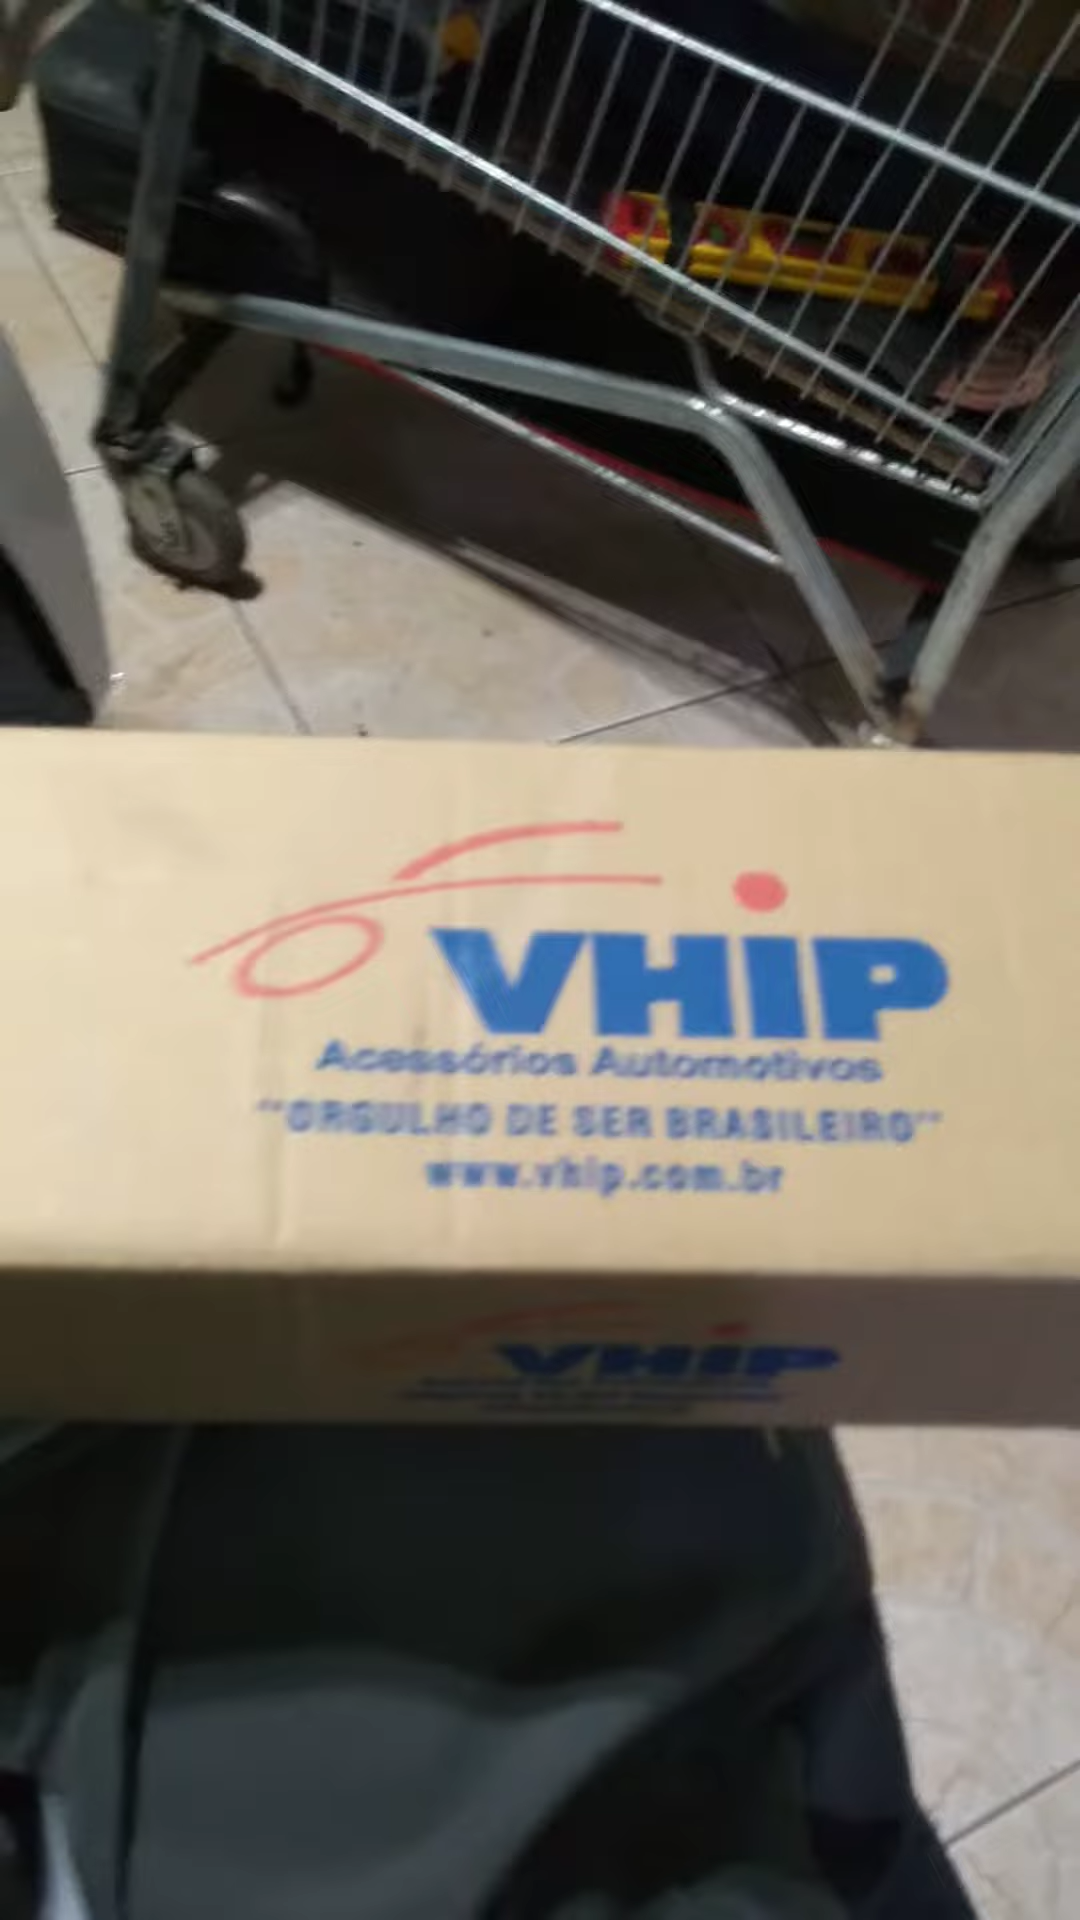 VHIP
Acessórios Automotivos
"ORGULHO DE SER BRASILEIRO"
www.vhip.com.br
VHIP